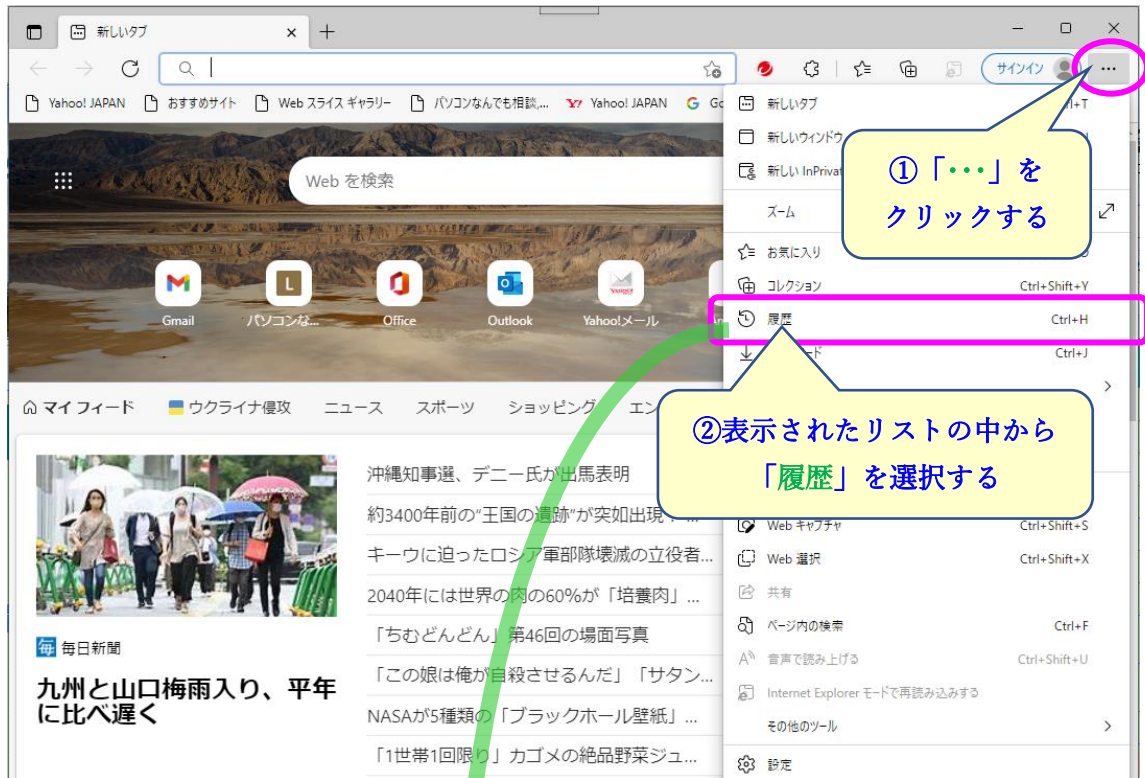 新しいタブ
サインイン
Yahoo! JAPAN おすすめサイト Web スライス ギャラリー パソコンなんでも相談,... Yahoo! JAPAN
新しいタブ
新しいウィンドウ
新しい InPrivat
①「・・・」を
クリックする
Web を検索
ズーム
お気に入り
コレクション Ctrl+Shift+Y
履歴 Ctrl+H
Ctrl+J
Gmail パソコンな... Office Outlook Yahoo!メール
マイ フィード ウクライナ侵攻 ニュース スポーツ ショッピング
②表示されたリストの中から
「履歴」を選択する
沖縄知事選、デニー氏が出馬表明
約3400年前の“王国の遺跡”が突如出現
キーウに迫ったロシア軍部隊壊滅の立役者...
2040年には世界の肉の60%が「培養肉」...
「ちむどんどん」第46回の場面写真
「この娘は俺が自殺させるんだ」「サタン...
NASAが5種類の「ブラックホール壁紙」...
「1世帯1回限り」カゴメの絶品野菜ジュ...
毎 毎日新聞
九州と山口梅雨入り、平年
に比べ遅く
Web キャプチャ Ctrl+Shift+S
Web 選択 Ctrl+Shift+X
共有
ページ内の検索 Ctrl+F
音声で読み上げる Ctrl+Shift+U
Internet Explorer モードで再読み込みする
その他のツール
設定